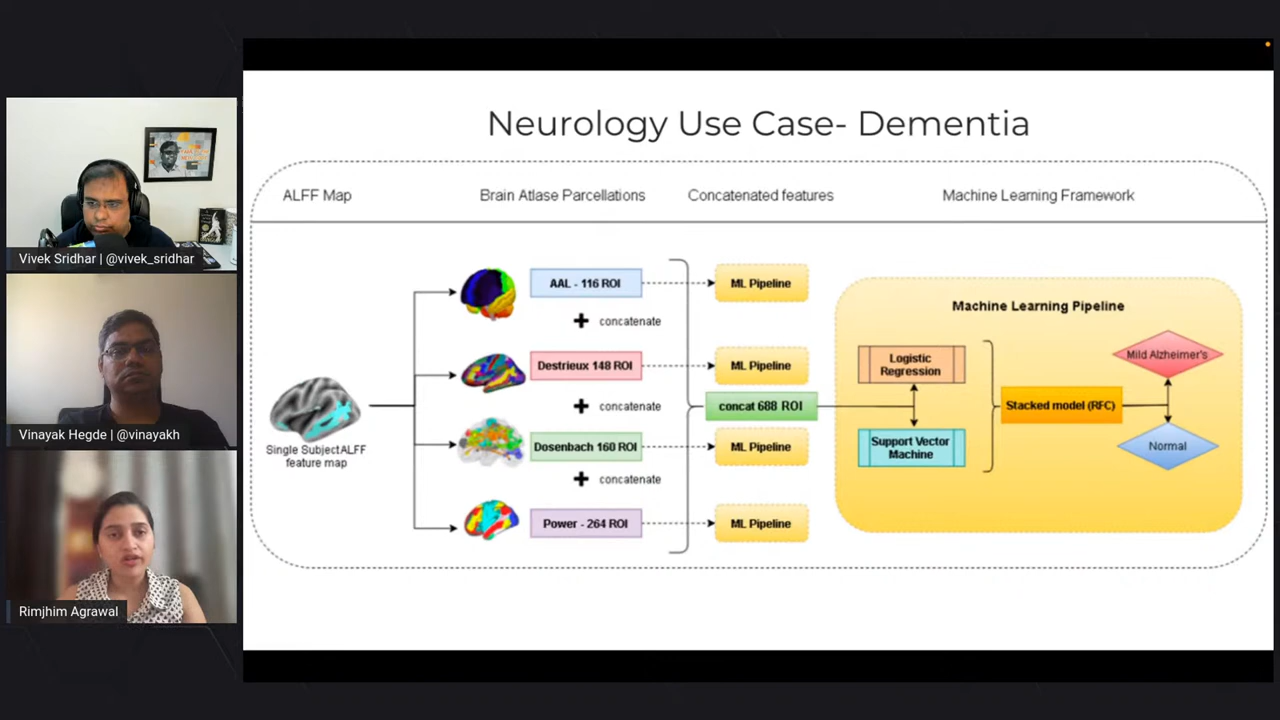 Neurology Use Case- Dementia
ALFF Map
Brain Atlase Parcellations
Concatenated features
Machine Learning Framework
Single SubjectALFF
feature map
AAL - 116 ROI
concatenate
Destrieux 148 ROI
concatenate
Dosenbach 160 ROI
concatenate
Power - 264 ROI
ML Pipeline
ML Pipeline
concat 688 ROI
ML Pipeline
ML Pipeline
Machine Learning Pipeline
Logistic
Regression
Support Vector
Machine
Stacked model (RFC)
Mild Alzheimer's
Normal
Vivek Sridhar | @vivek_sridhar
Vinayak Hegde | @vinayakh
Rimjhim Agrawal